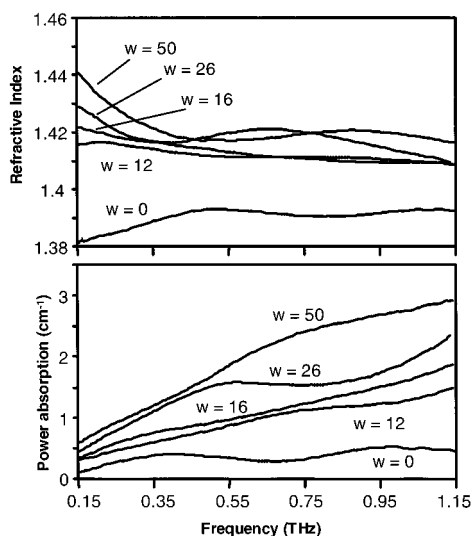 1.46
1.44
1.42
1.4
1.38
Refractive Index
w = 50
w = 26
w = 16
w = 12
w = 0
3
2
1
0
Power absorption (cm⁻¹)
w = 50
w = 26
w = 16
w = 12
w = 0
0.15 0.35 0.55 0.75 0.95 1.15
Frequency (THz)